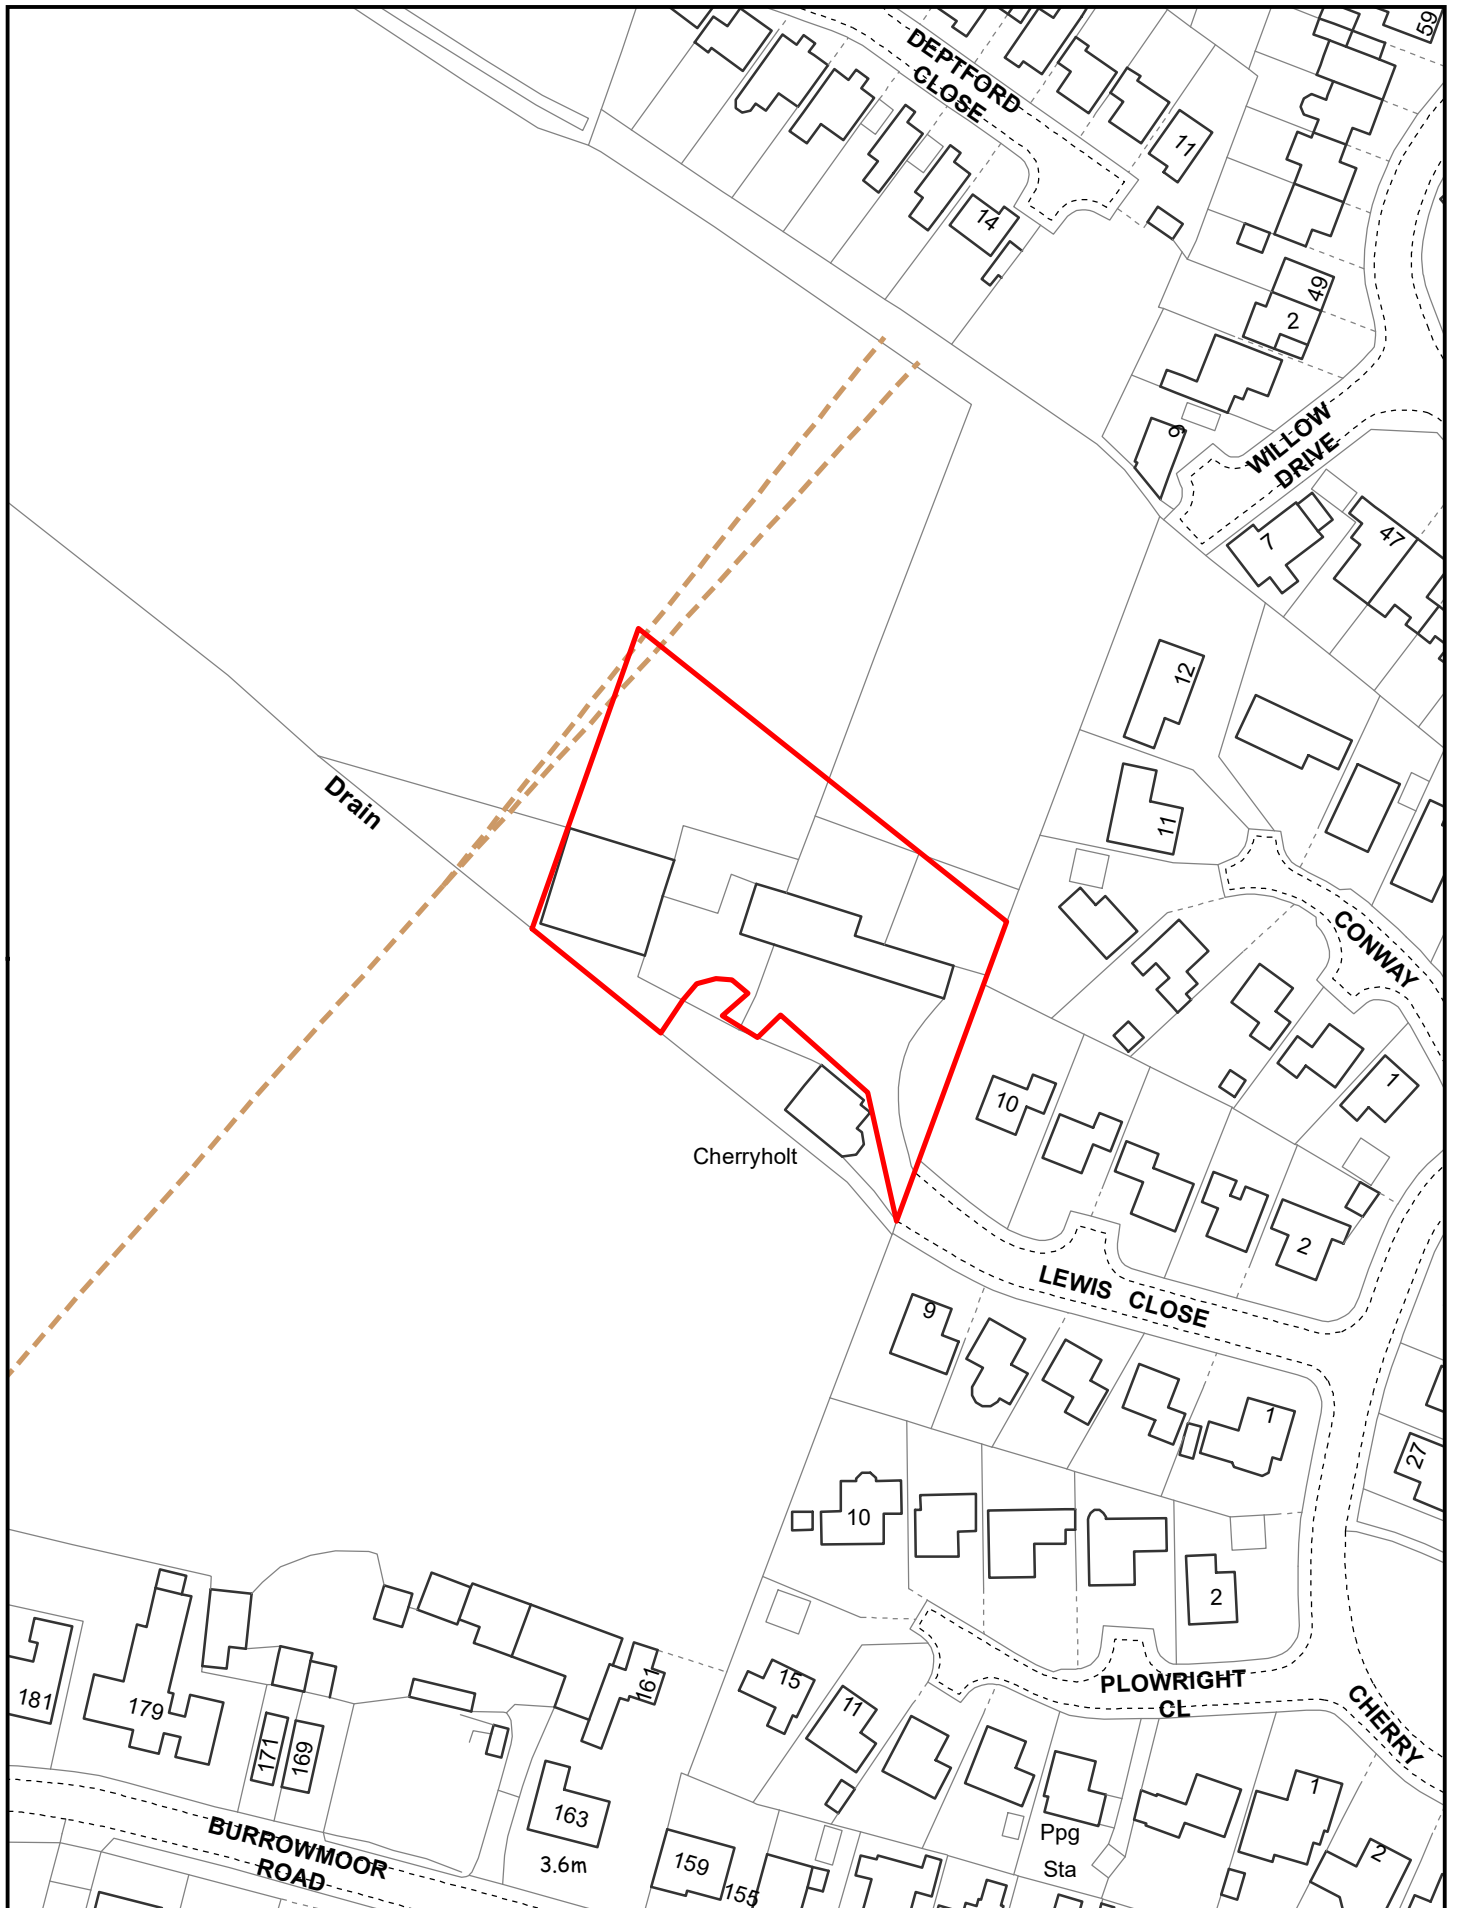 59
DEPTFORD
CLOSE
11
14
49
2
WILLOW
DRIVE
9
7
47
12
11
Drain
CONWAY
1
10
Cherryholt
2
LEWIS CLOSE
9
1
27
10
2
PLOWRIGHT
CL
CHERRY
15
11
161
181
179
171
169
163
3.6m
1
Ppg
Sta
2
159
155
BURROWMOOR
ROAD